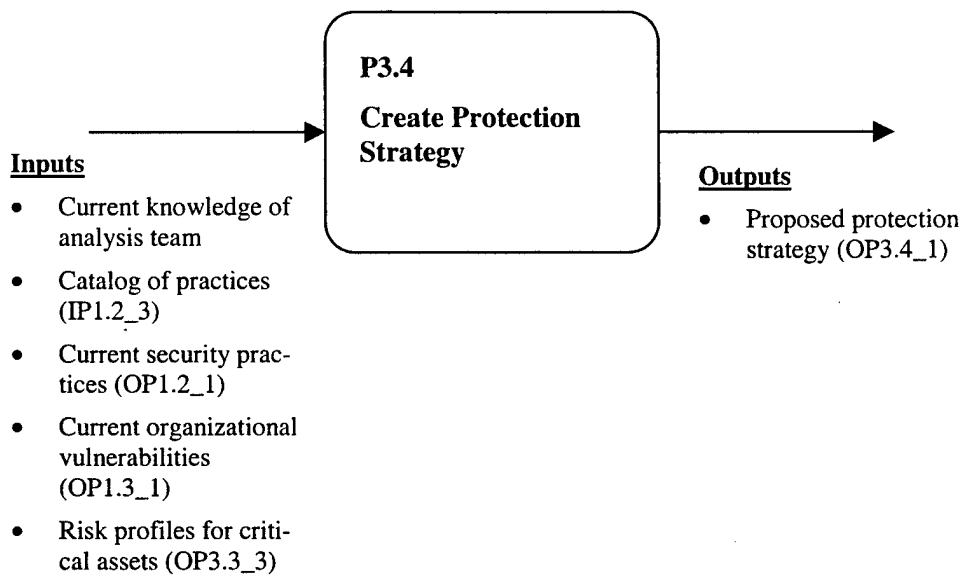 P3.4
Create Protection
Strategy
Inputs
• Current knowledge of
analysis team
• Catalog of practices
(IP1.2_3)
• Current security prac-
tices (OP1.2_1)
• Current organizational
vulnerabilities
(OP1.3_1)
• Risk profiles for criti-
cal assets (OP3.3_3)
Outputs
• Proposed protection
strategy (OP3.4_1)